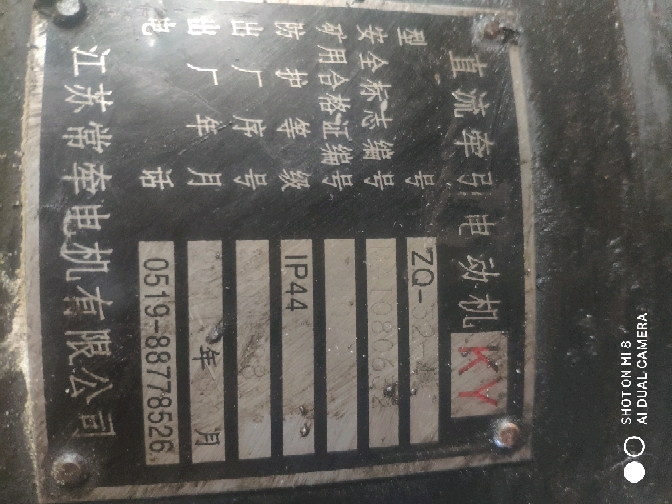 直流牵引电动机 KY
型号 ZQ-
安全标志编号
矿用合格证编号
防护等级 IP44
出厂序号
出厂年月 年 月
电话 0519-88778526
江苏常牵电机有限公司
SHOT ON MI 8
AI DUAL CAMERA